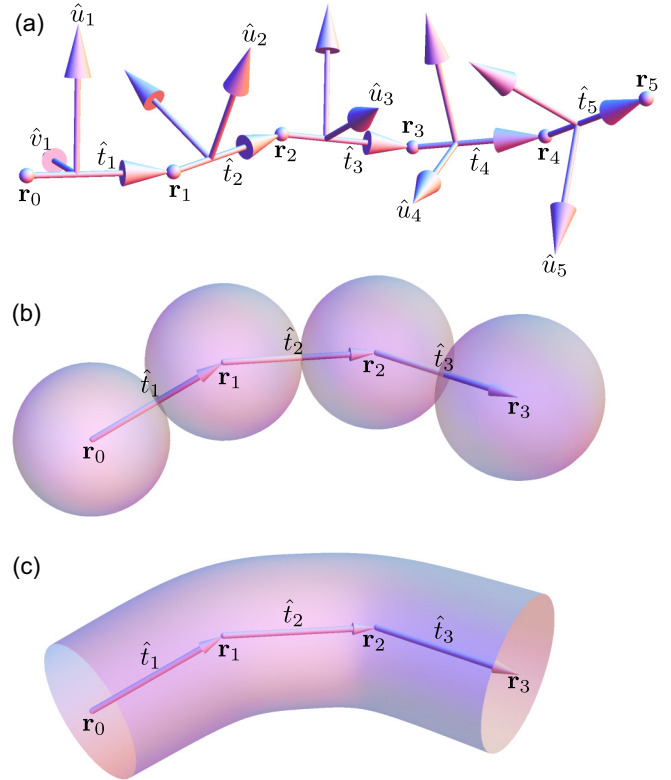 (a)
û₁
û₂
v̂₁
t̂₁
û₃
t̂₅
r₅
r₀
r₁
t̂₂
r₂
t̂₃
r₃
t̂₄
r₄
û₄
û₅
(b)
t̂₁
t̂₂
t̂₃
r₀
r₁
r₂
r₃
(c)
t̂₁
t̂₂
t̂₃
r₀
r₁
r₂
r₃